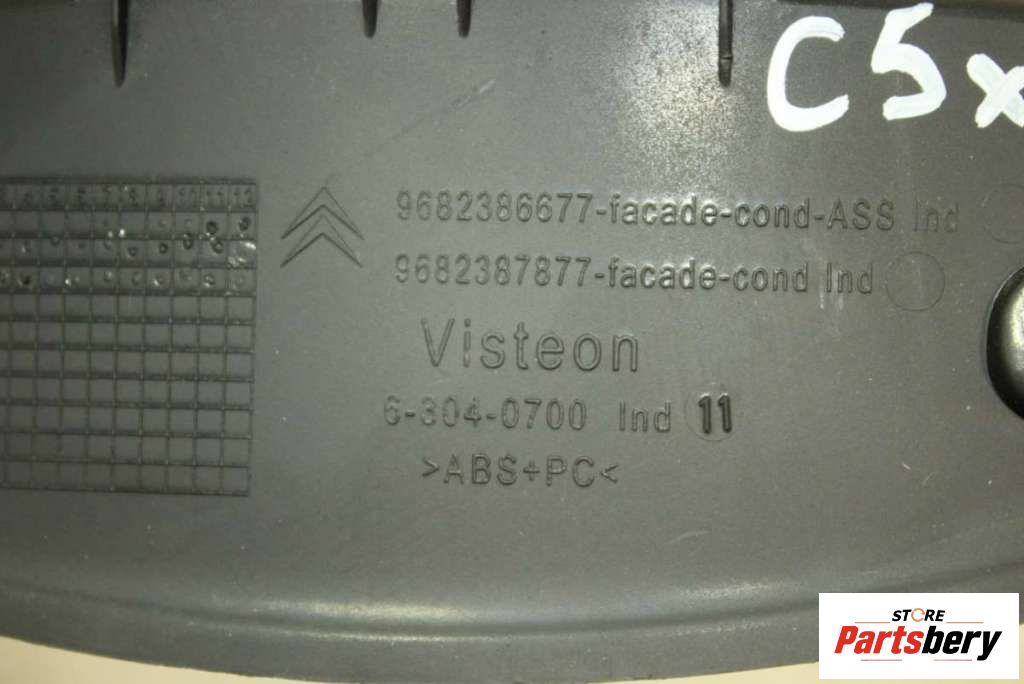 C5x
9682386677-facade-cond-ASS Ind
9682387877-facade-cond Ind
Visteon
6-3040-0700 Ind 11
>ABS+PC<
STORE
Partsbery